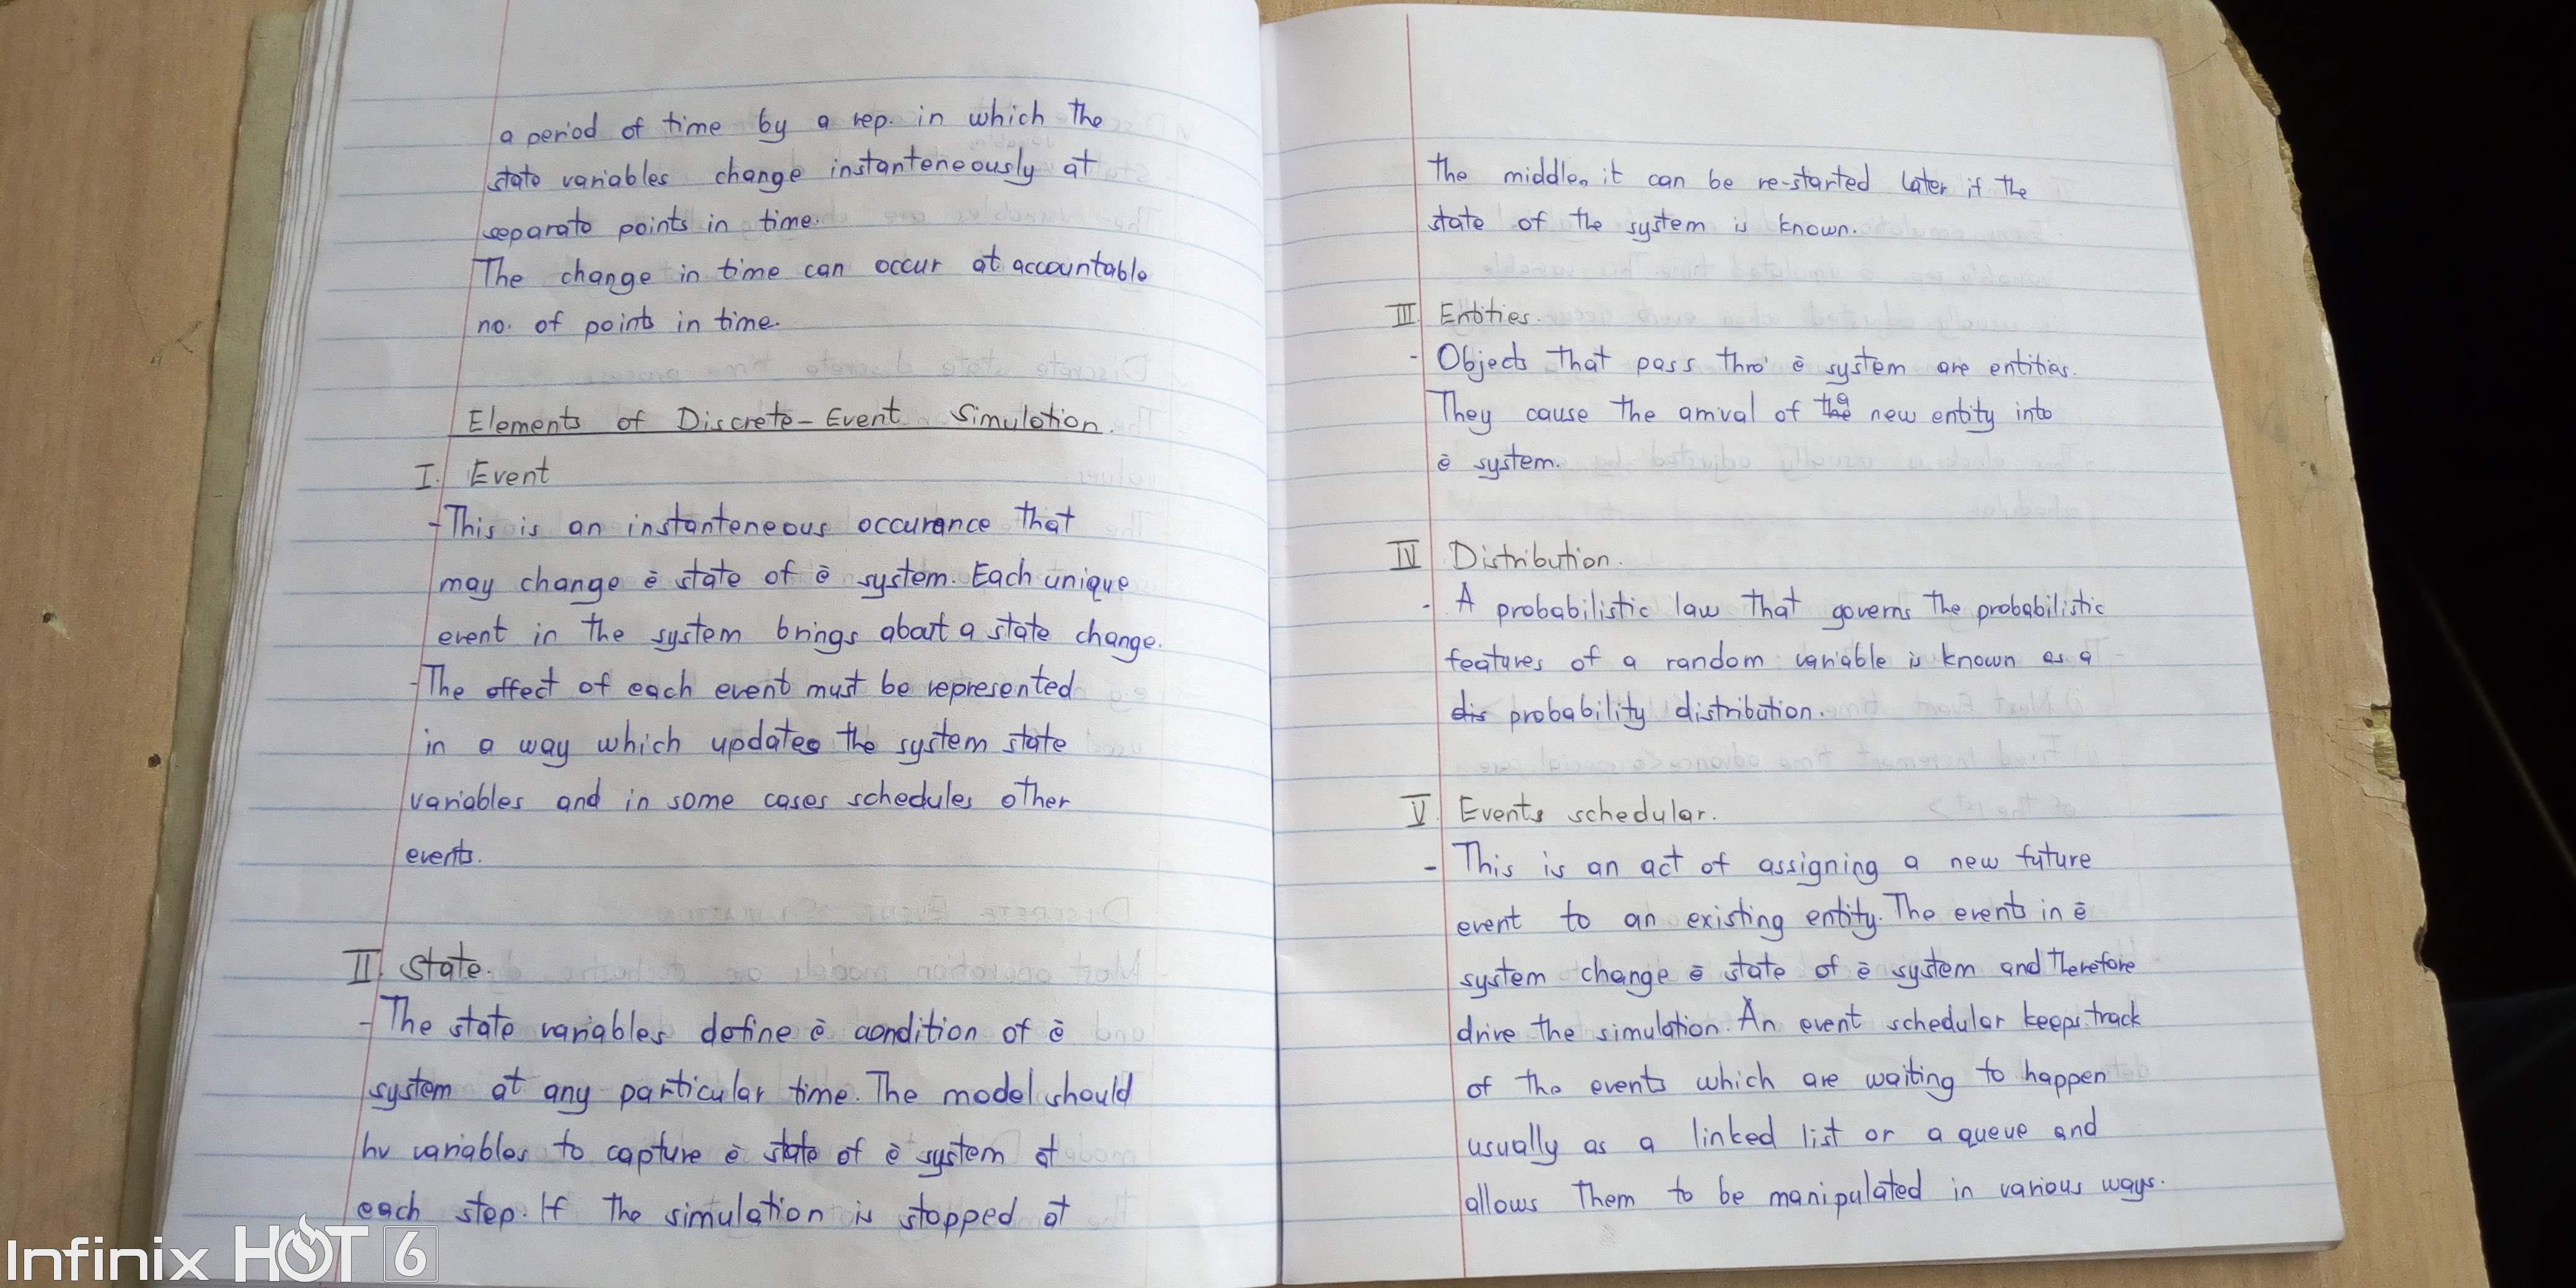 a period of time by a rep. in which the
state variables change instanteneously at
separate points in time.
The change in time can occur at accountable
no. of points in time.
Elements of Discrete-Event Simulation.
I. Event
-This is an instanteneous occurance that
may change ē state of ē system. Each unique
event in the system brings about a state change.
-The effect of each event must be represented
in a way which updates the system state
variables and in some cases schedules other
events.
II. State.
-The state variables define ē condition of ē
system at any particular time. The model should
hv variables to capture ē state of ē system at
each step. If the simulation is stopped at
the middle, it can be re-started later if the
state of the system is known.
III Entities.
- Objects that pass thro' ē system are entities.
They cause the arrival of the a new entity into
ē system.
IV Distribution.
- A probabilistic law that governs the probabilistic
features of a random variable is known as a
dis probability distribution.
V. Events schedular.
- This is an act of assigning a new future
event to an existing entity. The events in ē
system change ē state of ē system and therefore
drive the simulation. An event schedular keeps track
of the events which are waiting to happen
usually as a linked list or a queue and
allows them to be manipulated in various ways.
Infinix HOT 6